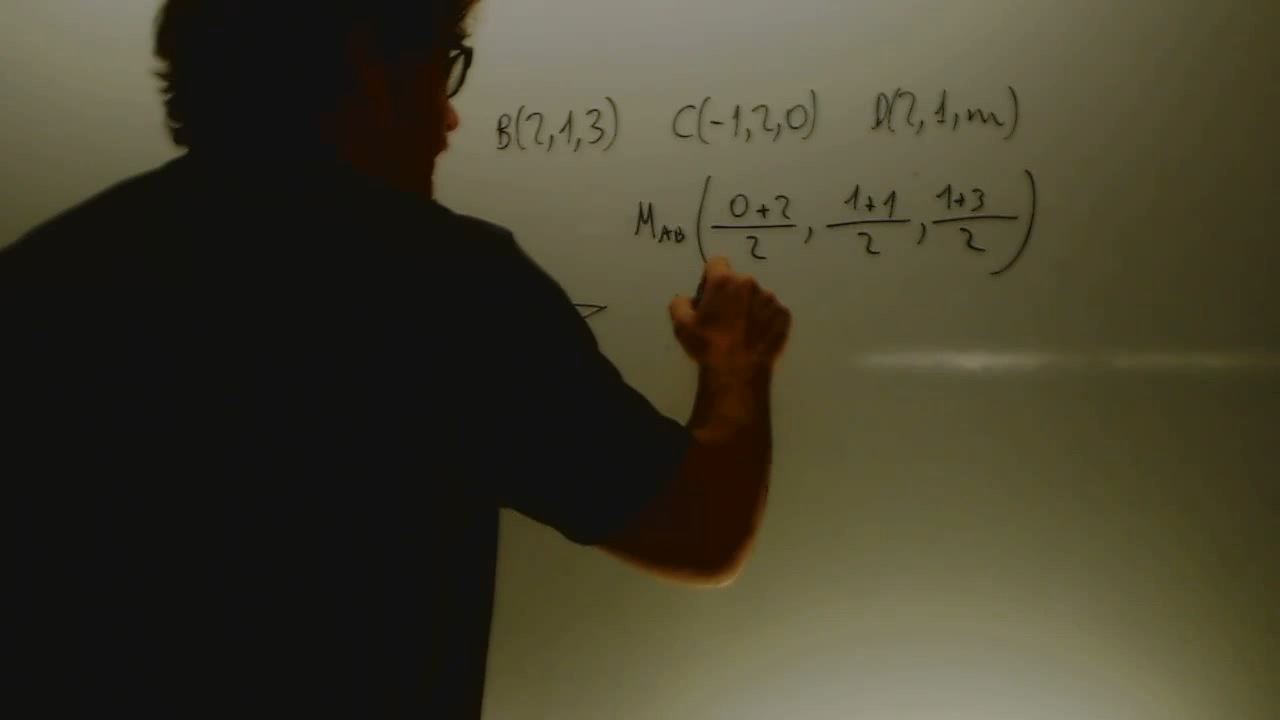 B(2,1,3) C(-1,2,0) D(2,1,m)
M_AB (0+2/2, 1+1/2, 1+3/2)